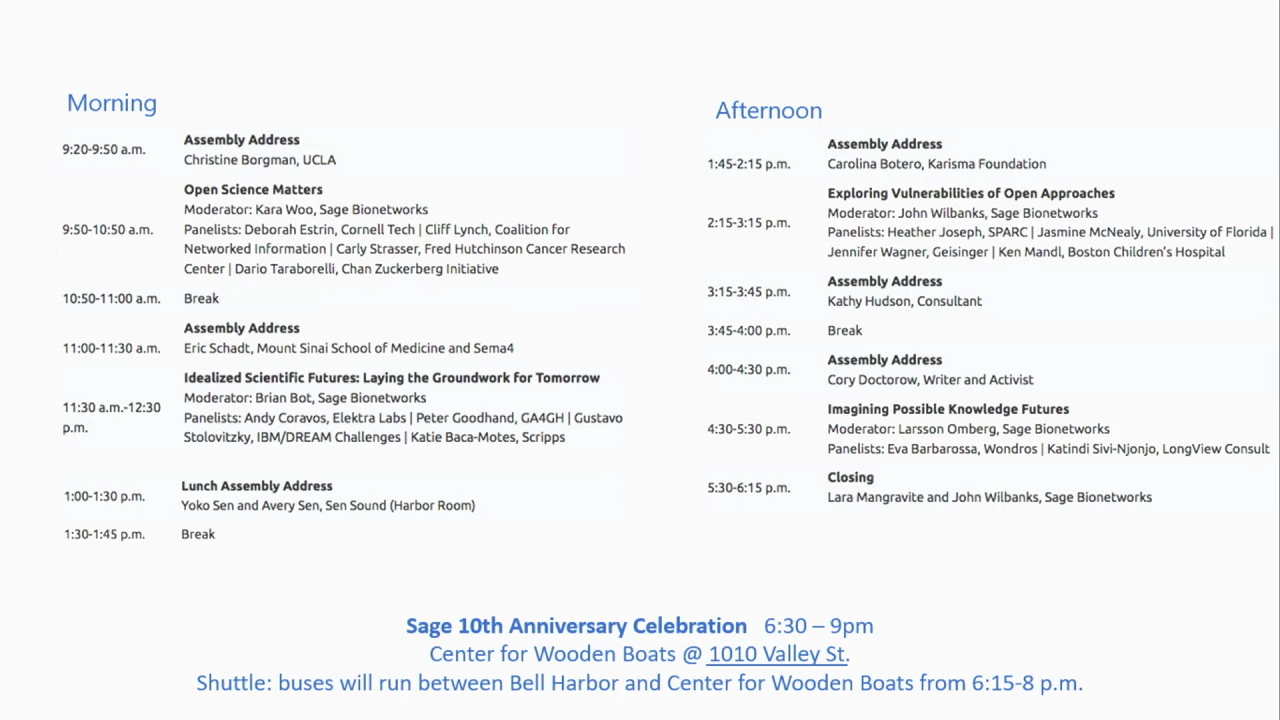 Morning
9:20-9:50 a.m.
Assembly Address
Christine Borgman, UCLA
9:50-10:50 a.m.
Open Science Matters
Moderator: Kara Woo, Sage Bionetworks
Panelists: Deborah Estrin, Cornell Tech | Cliff Lynch, Coalition for
Networked Information | Carly Strasser, Fred Hutchinson Cancer Research
Center | Dario Taraborelli, Chan Zuckerberg Initiative
10:50-11:00 a.m.
Break
11:00-11:30 a.m.
Assembly Address
Eric Schadt, Mount Sinai School of Medicine and Sema4
11:30 a.m.-12:30
p.m.
Idealized Scientific Futures: Laying the Groundwork for Tomorrow
Moderator: Brian Bot, Sage Bionetworks
Panelists: Andy Coravos, Elektra Labs | Peter Goodhand, GA4GH | Gustavo
Stolovitzky, IBM/DREAM Challenges | Katie Baca-Motes, Scripps
1:00-1:30 p.m.
Lunch Assembly Address
Yoko Sen and Avery Sen, Sen Sound (Harbor Room)
1:30-1:45 p.m.
Break
Afternoon
1:45-2:15 p.m.
Assembly Address
Carolina Botero, Karisma Foundation
2:15-3:15 p.m.
Exploring Vulnerabilities of Open Approaches
Moderator: John Wilbanks, Sage Bionetworks
Panelists: Heather Joseph, SPARC | Jasmine McNealy, University of Florida |
Jennifer Wagner, Geisinger | Ken Mandl, Boston Children's Hospital
3:15-3:45 p.m.
Assembly Address
Kathy Hudson, Consultant
3:45-4:00 p.m.
Break
4:00-4:30 p.m.
Assembly Address
Cory Doctorow, Writer and Activist
4:30-5:30 p.m.
Imagining Possible Knowledge Futures
Moderator: Larsson Omberg, Sage Bionetworks
Panelists: Eva Barbarossa, Wondros | Katindi Sivi-Njonjo, LongView Consult
5:30-6:15 p.m.
Closing
Lara Mangravite and John Wilbanks, Sage Bionetworks
Sage 10th Anniversary Celebration 6:30 – 9pm
Center for Wooden Boats @ 1010 Valley St.
Shuttle: buses will run between Bell Harbor and Center for Wooden Boats from 6:15-8 p.m.